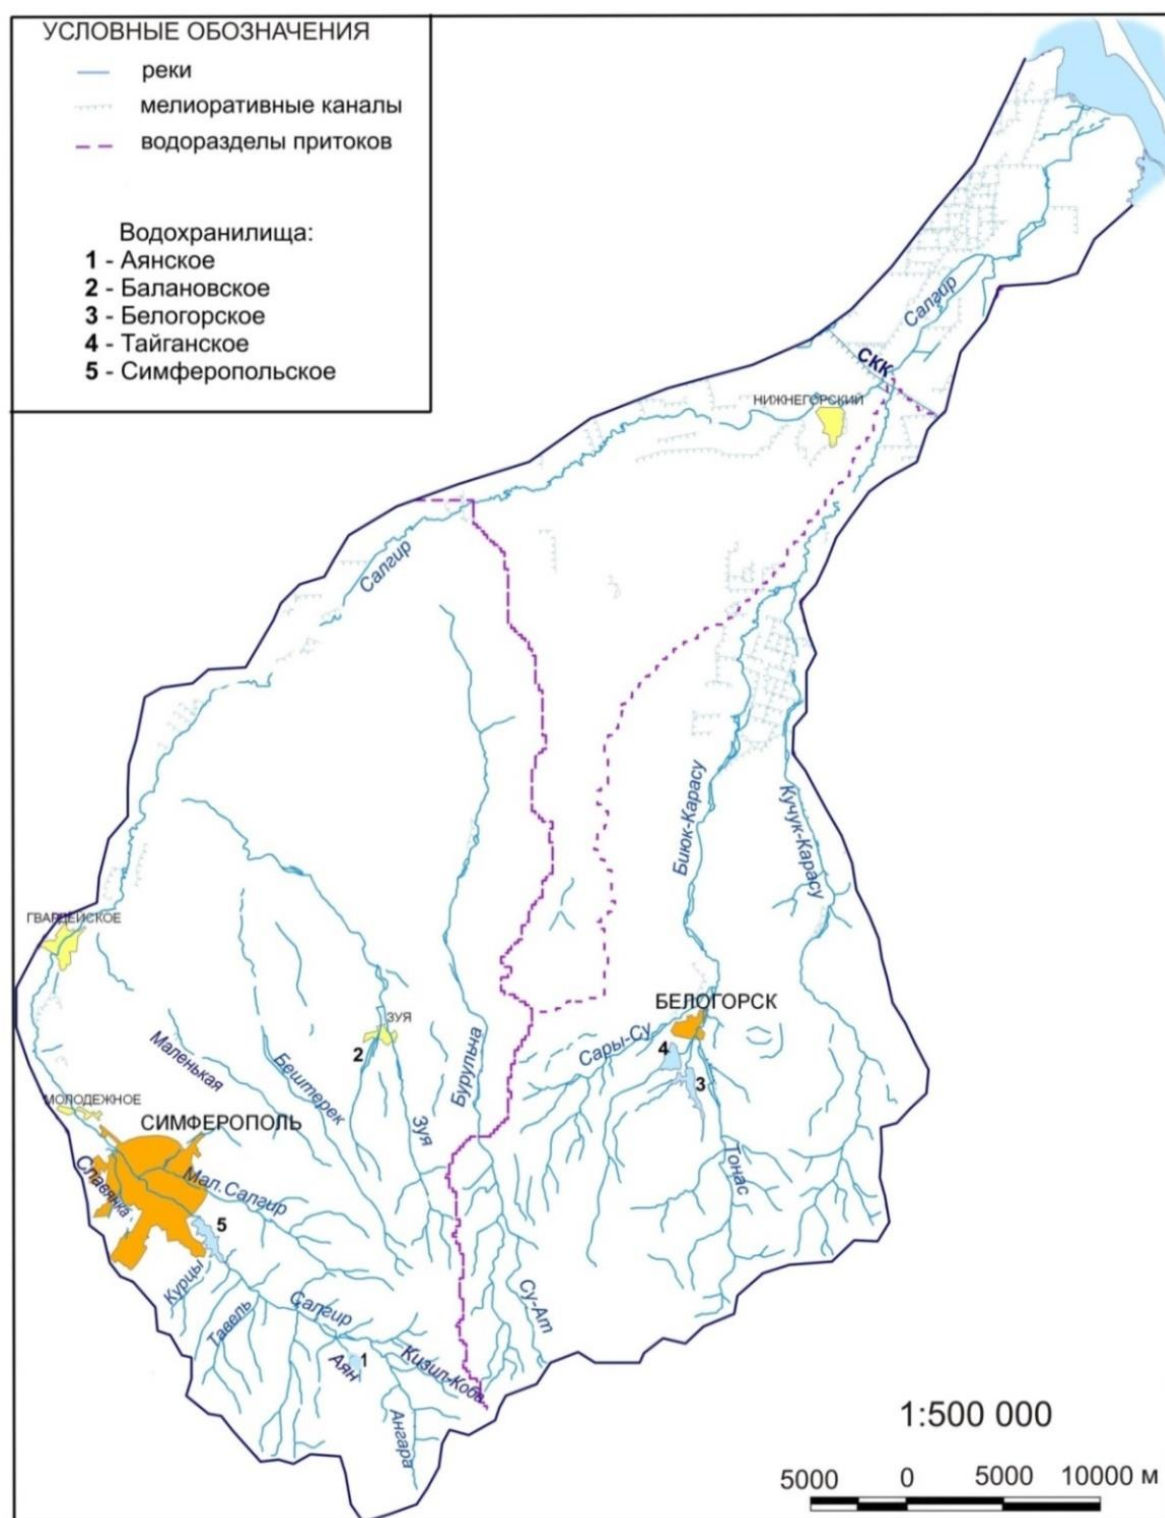 УСЛОВНЫЕ ОБОЗНАЧЕНИЯ
реки
мелиоративные каналы
водоразделы притоков
Водохранилища:
1 - Аянское
2 - Балановское
3 - Белогорское
4 - Тайганское
5 - Симферопольское
Салгир
СКК
НИЖНЕГОРСКИЙ
Салгир
Биюк-Карасу
Кучук-Карасу
ГВАРДЕЙСКОЕ
БЕЛОГОРСК
ЗУЯ
2
Сары-Су
4
3
Маленькая
Бештерек
Зуя
Бурульча
МОЛОДЕЖНОЕ
СИМФЕРОПОЛЬ
Славянка
Мал.Салгир
Тонас
5
Курцы
Тавель
Салгир
Су-Ат
Аян
1
Кизил-Коба
Ангара
1:500 000
5000 0 5000 10000 м